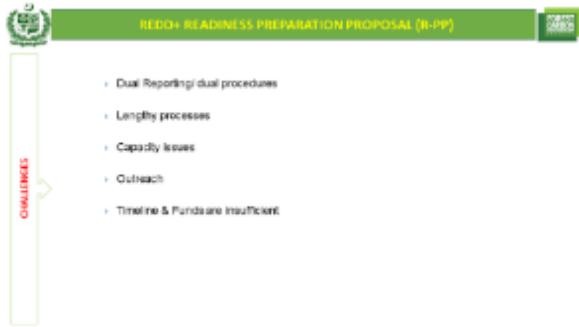 REDD+ READINESS PREPARATION PROPOSAL (R-PP)
CHALLENGES
Dual Reporting/ dual procedures
Lengthy processes
Capacity issues
Outreach
Timeline & Funds are insufficient